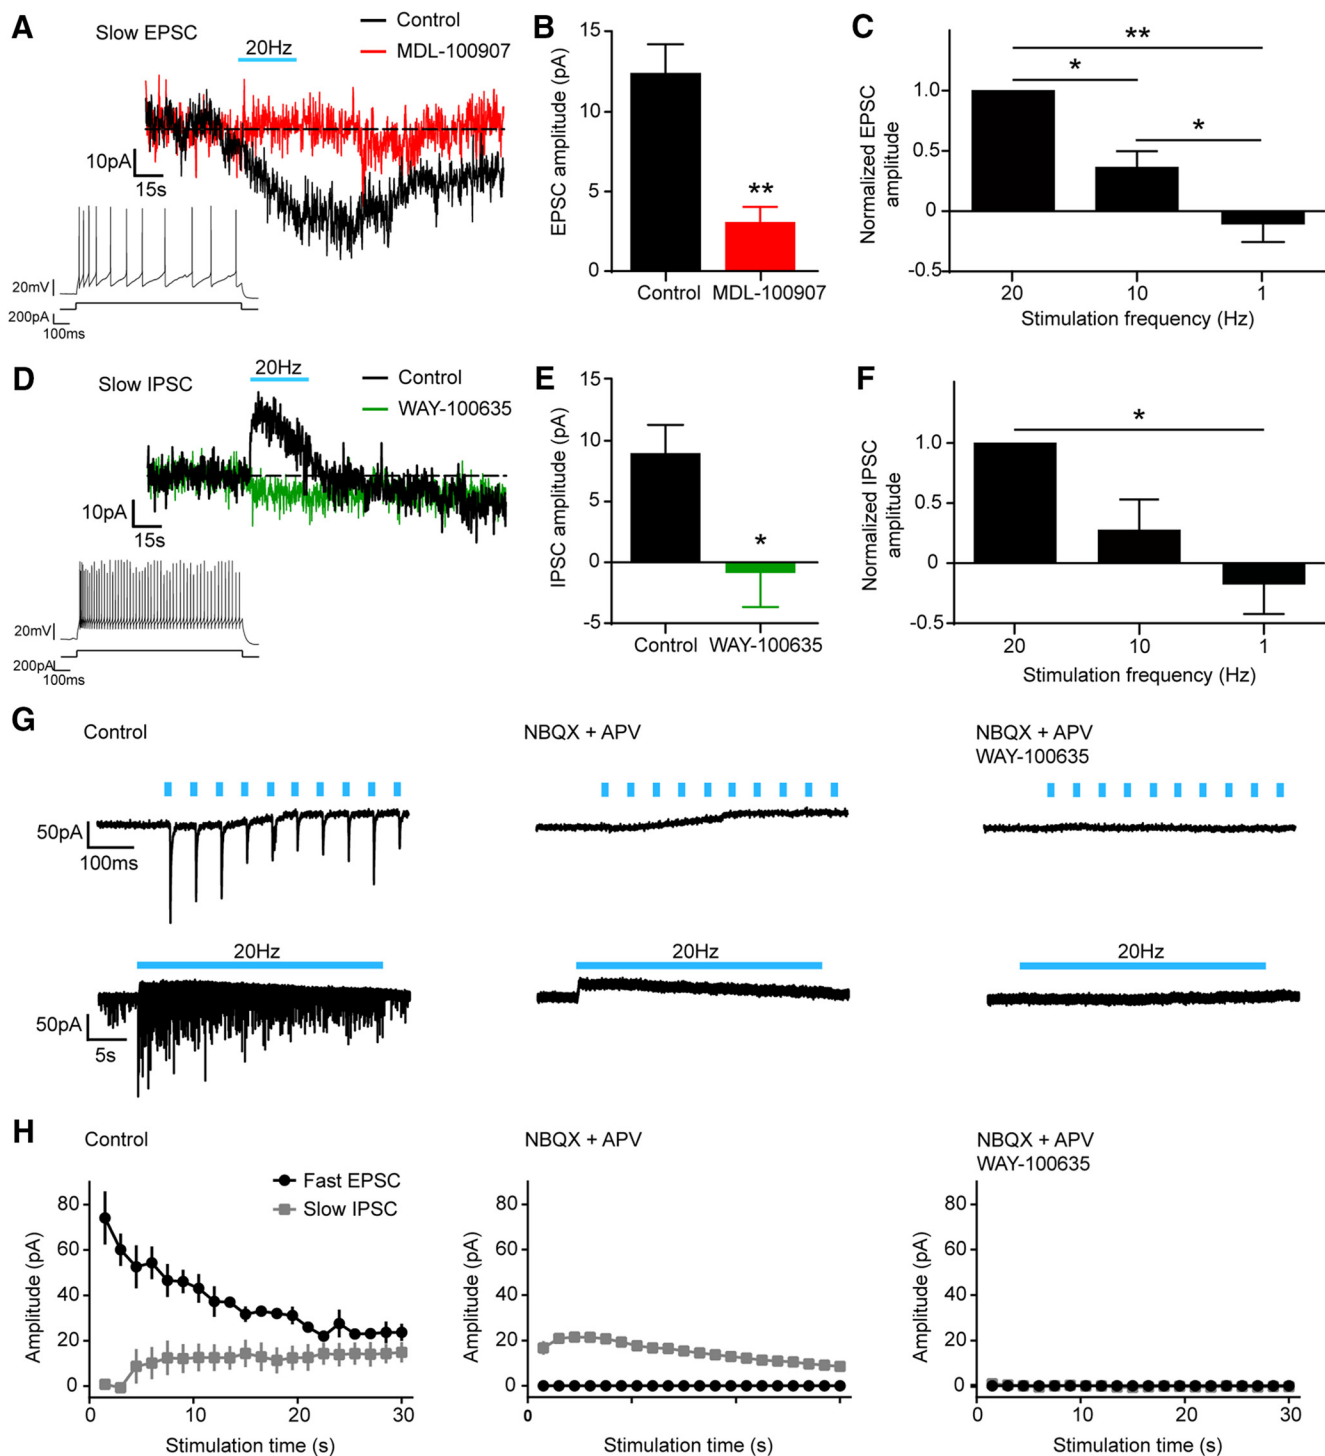 A
Slow EPSC
Control
MDL-100907
20Hz
10pA
15s
20mV
200pA
100ms
B
EPSC amplitude (pA)
15
10
5
0
**
Control
MDL-100907
C
Normalized EPSC
amplitude
1.0
0.5
0
-0.5
**
*
*
20
10
1
Stimulation frequency (Hz)
D
Slow IPSC
20Hz
Control
WAY-100635
10pA
15s
20mV
200pA
100ms
E
IPSC amplitude (pA)
15
10
5
0
-5
*
Control
WAY-100635
F
Normalized IPSC
amplitude
1.0
0.5
0
-0.5
*
20
10
1
Stimulation frequency (Hz)
G
Control
NBQX + APV
NBQX + APV
WAY-100635
50pA
100ms
20Hz
20Hz
20Hz
50pA
5s
H
Control
Fast EPSC
Slow IPSC
Amplitude (pA)
80
60
40
20
0
0
10
20
30
Stimulation time (s)
NBQX + APV
Amplitude (pA)
80
60
40
20
0
0
Stimulation time (s)
NBQX + APV
WAY-100635
Amplitude (pA)
80
60
40
20
0
0
10
20
30
Stimulation time (s)